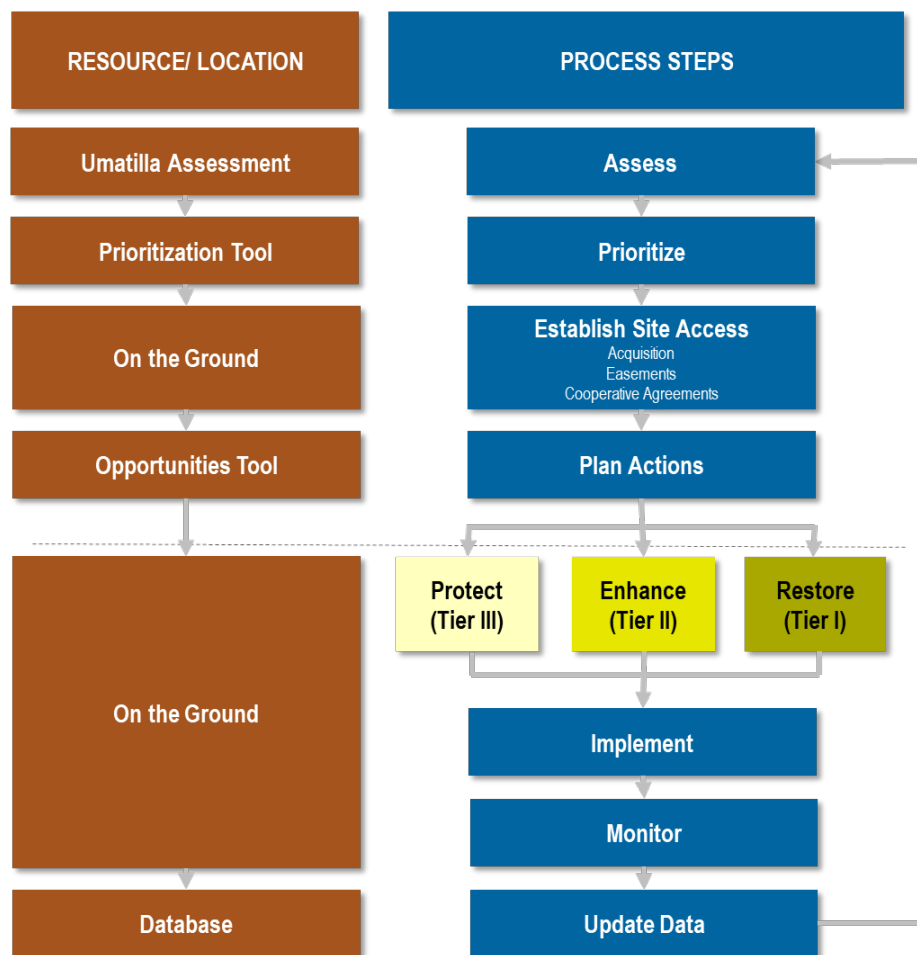 RESOURCE/ LOCATION
PROCESS STEPS
Umatilla Assessment
Assess
Prioritization Tool
Prioritize
On the Ground
Establish Site Access
Acquisition
Easements
Cooperative Agreements
Opportunities Tool
Plan Actions
Protect
(Tier III)
Enhance
(Tier II)
Restore
(Tier I)
On the Ground
Implement
Monitor
Database
Update Data